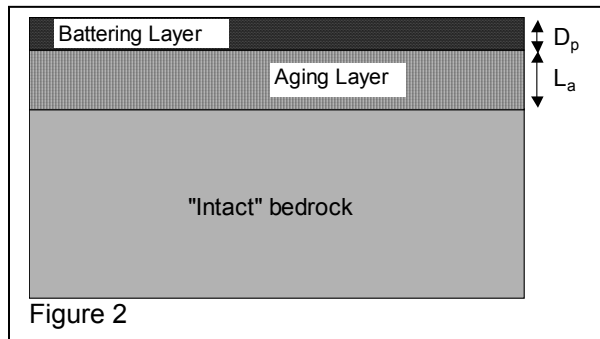 Battering Layer
Dp
Aging Layer
La
"Intact" bedrock
Figure 2